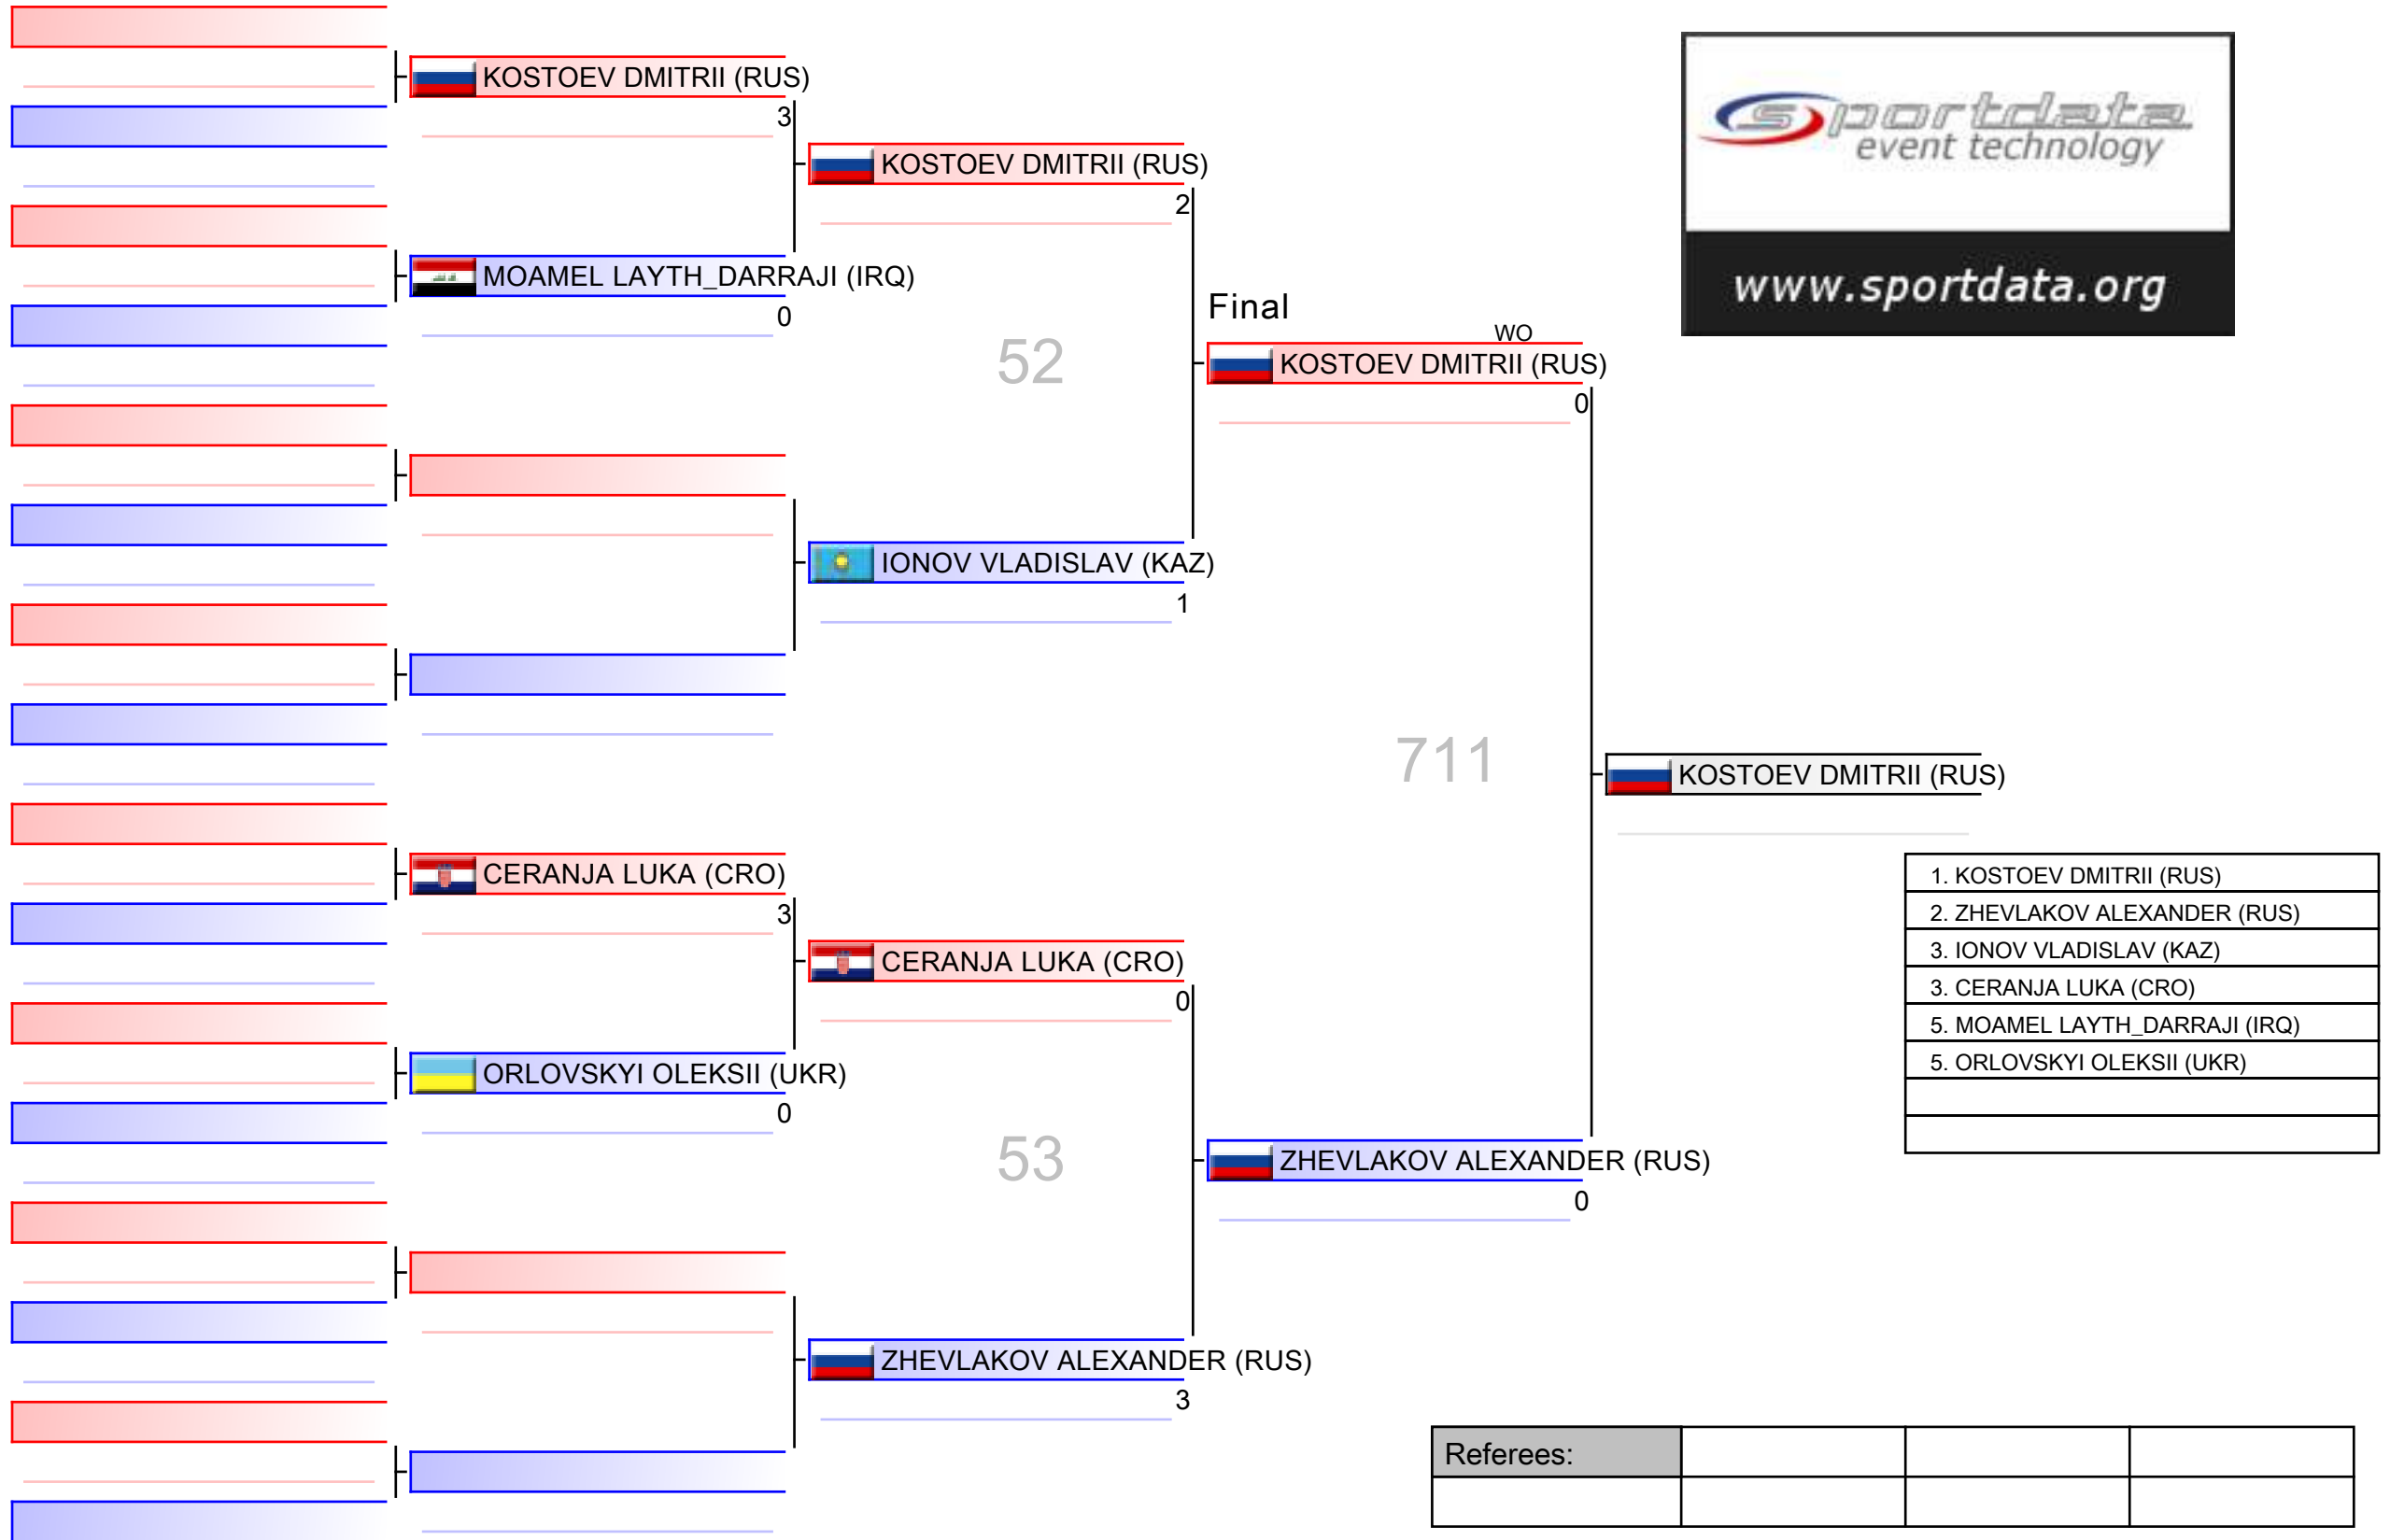 KOSTOEV DMITRII (RUS)
3
MOAMEL LAYTH_DARRAJI (IRQ)
0
CERANJA LUKA (CRO)
3
ORLOVSKYI OLEKSII (UKR)
0
KOSTOEV DMITRII (RUS)
2
52
IONOV VLADISLAV (KAZ)
1
CERANJA LUKA (CRO)
0
53
ZHEVLAKOV ALEXANDER (RUS)
3
Final
WO
KOSTOEV DMITRII (RUS)
0
711
ZHEVLAKOV ALEXANDER (RUS)
0
KOSTOEV DMITRII (RUS)
sportdata
event technology
www.sportdata.org
1. KOSTOEV DMITRII (RUS)
2. ZHEVLAKOV ALEXANDER (RUS)
3. IONOV VLADISLAV (KAZ)
3. CERANJA LUKA (CRO)
5. MOAMEL LAYTH_DARRAJI (IRQ)
5. ORLOVSKYI OLEKSII (UKR)
Referees: